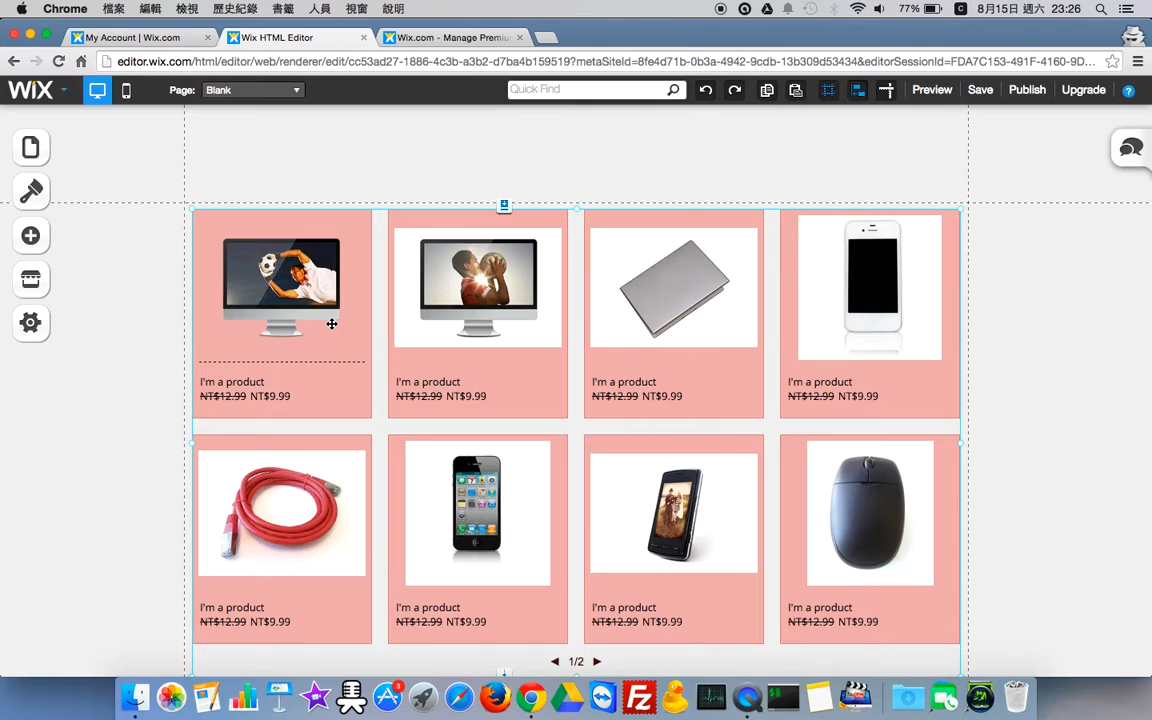 Chrome 檔案 編輯 檢視 歷史紀錄 書籤 人員 視窗 說明 77% C 8月15日 週六 23:26
My Account | Wix.com × Wix HTML Editor × Wix.com - Manage Premiu ×
editor.wix.com/html/editor/web/renderer/edit/cc53ad27-1886-4c3b-a3b2-d7ba4b159519?metaSiteId=8fe4d71b-0b3a-4942-9cdb-13b309d53434&editorSessionId=FDA7C153-491F-4160-9D...
WiX Page: Blank Quick Find Preview Save Publish Upgrade ?
I'm a product I'm a product I'm a product I'm a product
NT$12.99 NT$9.99 NT$12.99 NT$9.99 NT$12.99 NT$9.99 NT$12.99 NT$9.99
I'm a product I'm a product I'm a product I'm a product
NT$12.99 NT$9.99 NT$12.99 NT$9.99 NT$12.99 NT$9.99 NT$12.99 NT$9.99
1/2
3 FZ